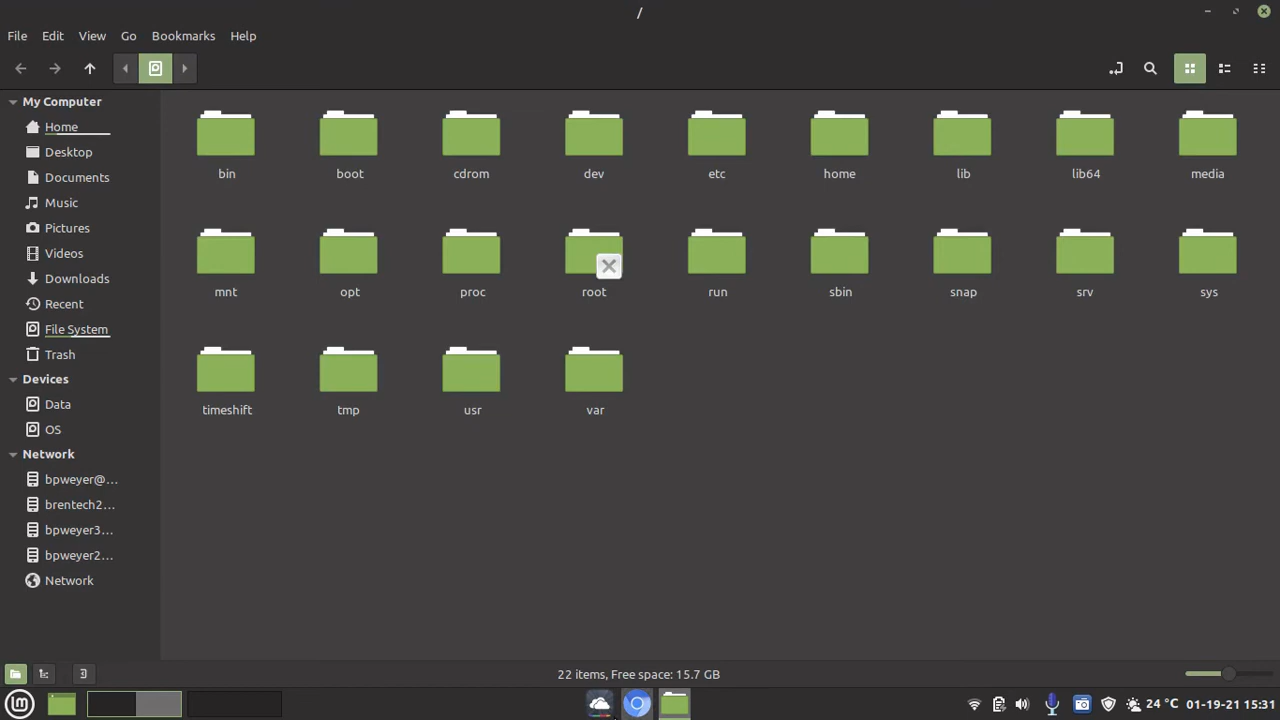 /
File Edit View Go Bookmarks Help
My Computer
Home
Desktop
Documents
Music
Pictures
Videos
Downloads
Recent
File System
Trash
Devices
Data
OS
Network
bpweyer@...
brentech2...
bpweyer3...
bpweyer2...
Network
bin boot cdrom dev etc home lib lib64 media
mnt opt proc root run sbin snap srv sys
timeshift tmp usr var
22 items, Free space: 15.7 GB
24 °C 01-19-21 15:31